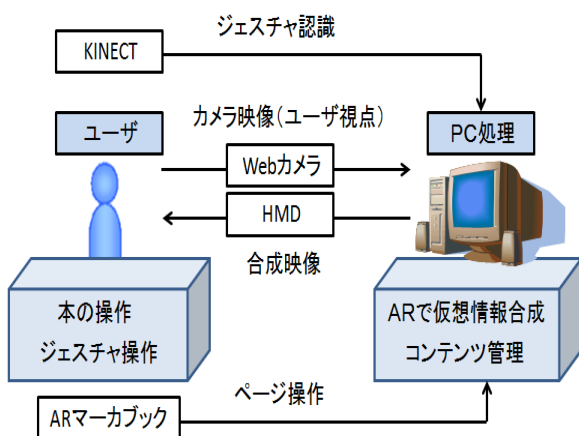 ジェスチャ認識
KINECT
ユーザ
カメラ映像(ユーザ視点)
PC処理
Webカメラ
HMD
合成映像
本の操作
ジェスチャ操作
ARで仮想情報合成
コンテンツ管理
ページ操作
ARマーカブック